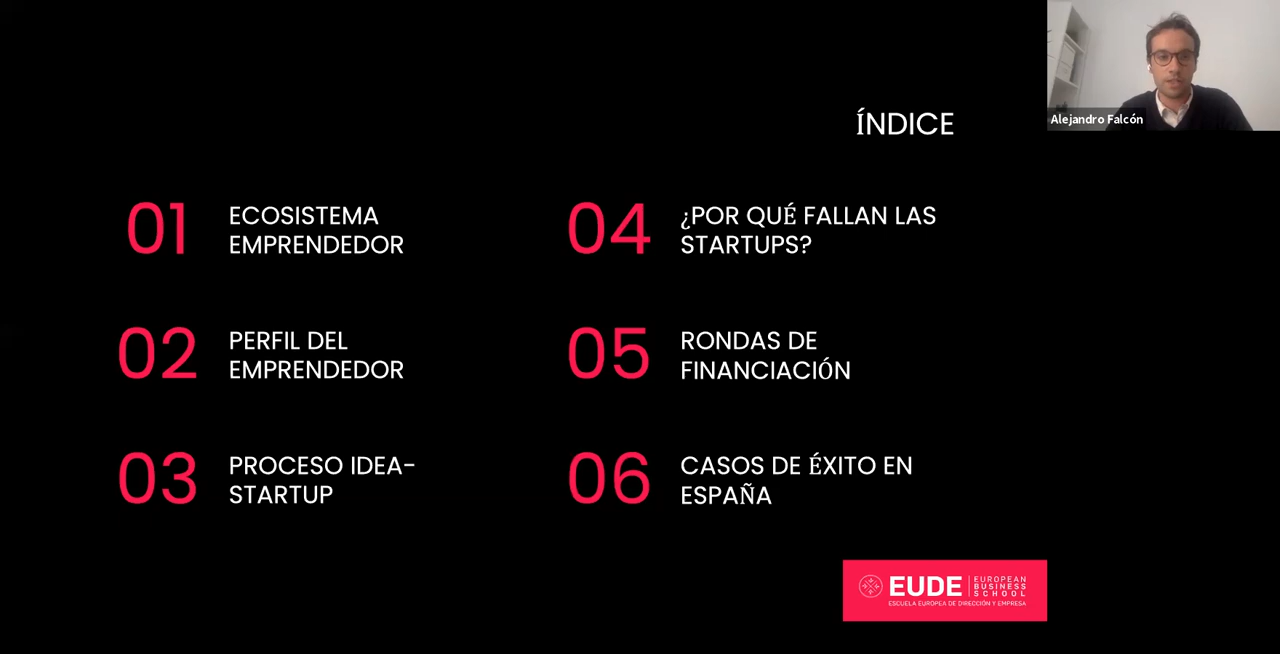 Alejandro Falcón
ÍNDICE
01
ECOSISTEMA
EMPRENDEDOR
02
PERFIL DEL
EMPRENDEDOR
03
PROCESO IDEA-
STARTUP
04
¿POR QUÉ FALLAN LAS
STARTUPS?
05
RONDAS DE
FINANCIACIÓN
06
CASOS DE ÉXITO EN
ESPAÑA
EUDE
EUROPEAN
BUSINESS
SCHOOL
ESCUELA EUROPEA DE DIRECCIÓN Y EMPRESA